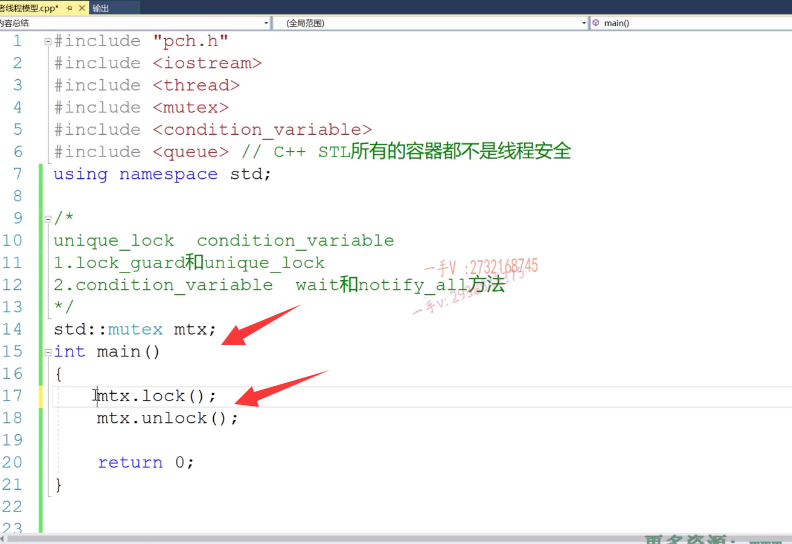 者线程模型.cpp* 输出
内容总结 (全局范围) main()
1 #include "pch.h"
2 #include <iostream>
3 #include <thread>
4 #include <mutex>
5 #include <condition_variable>
6 #include <queue> // C++ STL所有的容器都不是线程安全
7 using namespace std;
8
9 /*
10 unique_lock condition_variable
11 1.lock_guard和unique_lock
一手V :2732168745
12 2.condition_variable wait和notify_all方法
一手v:
13 */
14 std::mutex mtx;
15 int main()
16 {
17 mtx.lock();
18 mtx.unlock();
19
20 return 0;
21 }
22
23
更多资源: www